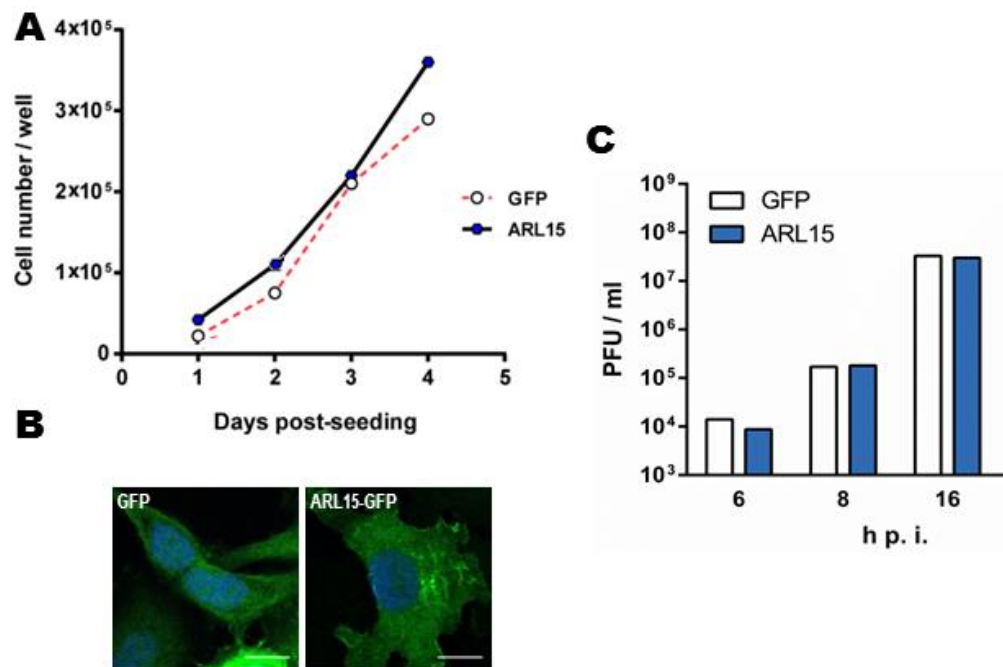 A
4x10⁵
3x10⁵
2x10⁵
1x10⁵
0
Cell number / well
0 1 2 3 4 5
Days post-seeding
GFP
ARL15
B
GFP
ARL15-GFP
C
10⁹
10⁸
10⁷
10⁶
10⁵
10⁴
10³
PFU / ml
GFP
ARL15
6 8 16
h p. i.